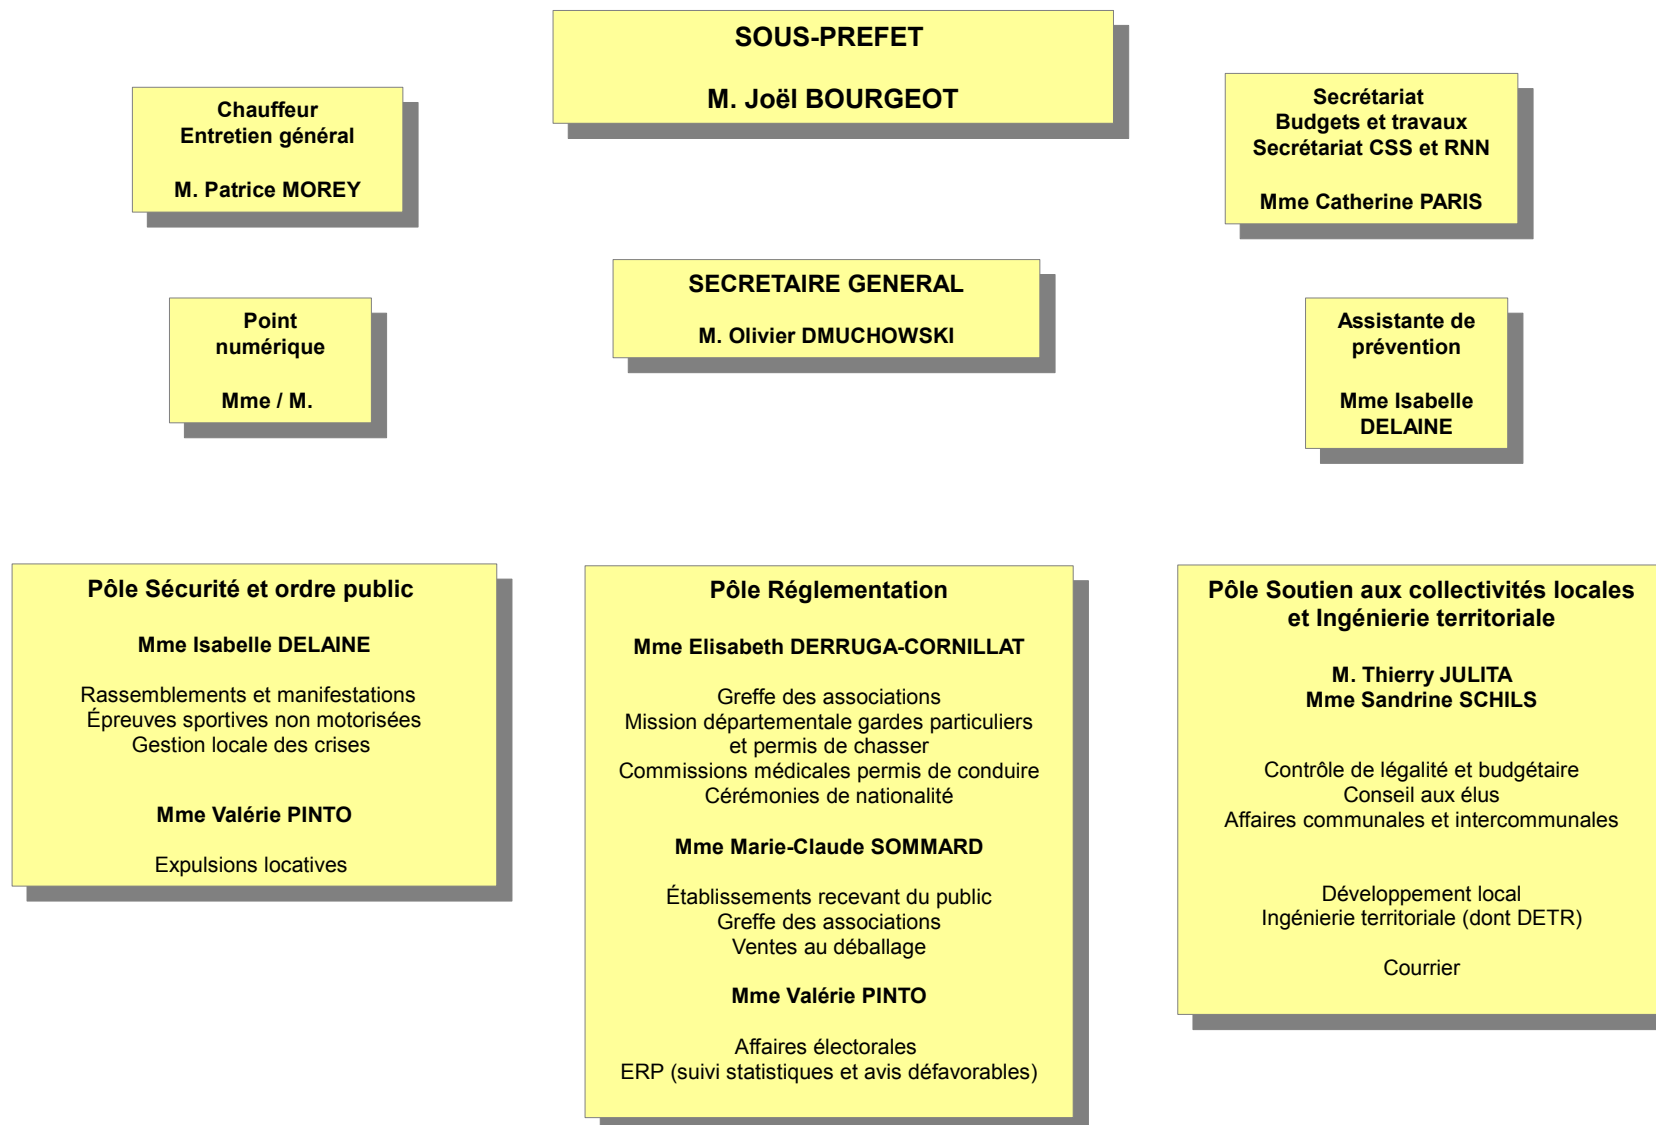 SOUS-PREFET
M. Joël BOURGEOT
Chauffeur
Entretien général
M. Patrice MOREY
Secrétariat
Budgets et travaux
Secrétariat CSS et RNN
Mme Catherine PARIS
SECRETAIRE GENERAL
M. Olivier DMUCHOWSKI
Point
numérique
Mme / M.
Assistante de
prévention
Mme Isabelle
DELAINE
Pôle Sécurité et ordre public
Mme Isabelle DELAINE
Rassemblements et manifestations
Épreuves sportives non motorisées
Gestion locale des crises
Mme Valérie PINTO
Expulsions locatives
Pôle Réglementation
Mme Elisabeth DERRUGA-CORNILLAT
Greffe des associations
Mission départementale gardes particuliers
et permis de chasser
Commissions médicales permis de conduire
Cérémonies de nationalité
Mme Marie-Claude SOMMARD
Établissements recevant du public
Greffe des associations
Ventes au déballage
Mme Valérie PINTO
Affaires électorales
ERP (suivi statistiques et avis défavorables)
Pôle Soutien aux collectivités locales
et Ingénierie territoriale
M. Thierry JULITA
Mme Sandrine SCHILS
Contrôle de légalité et budgétaire
Conseil aux élus
Affaires communales et intercommunales
Développement local
Ingénierie territoriale (dont DETR)
Courrier